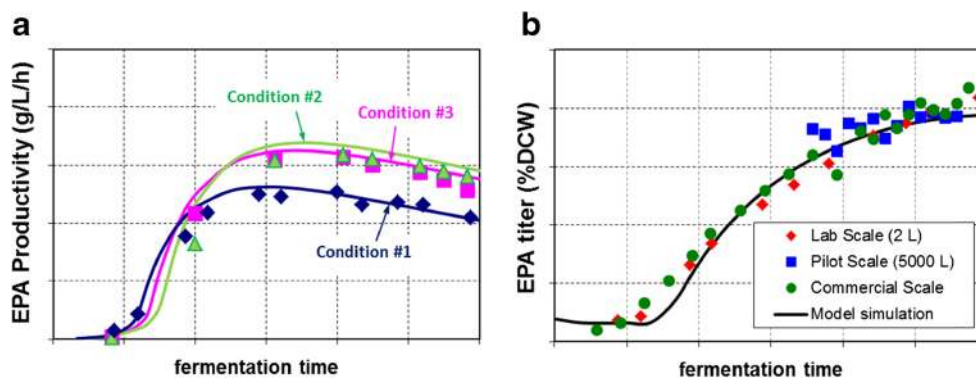 a
EPA Productivity (g/L/h)
Condition #2
Condition #3
Condition #1
fermentation time
b
EPA titer (%DCW)
Lab Scale (2 L)
Pilot Scale (5000 L)
Commercial Scale
Model simulation
fermentation time